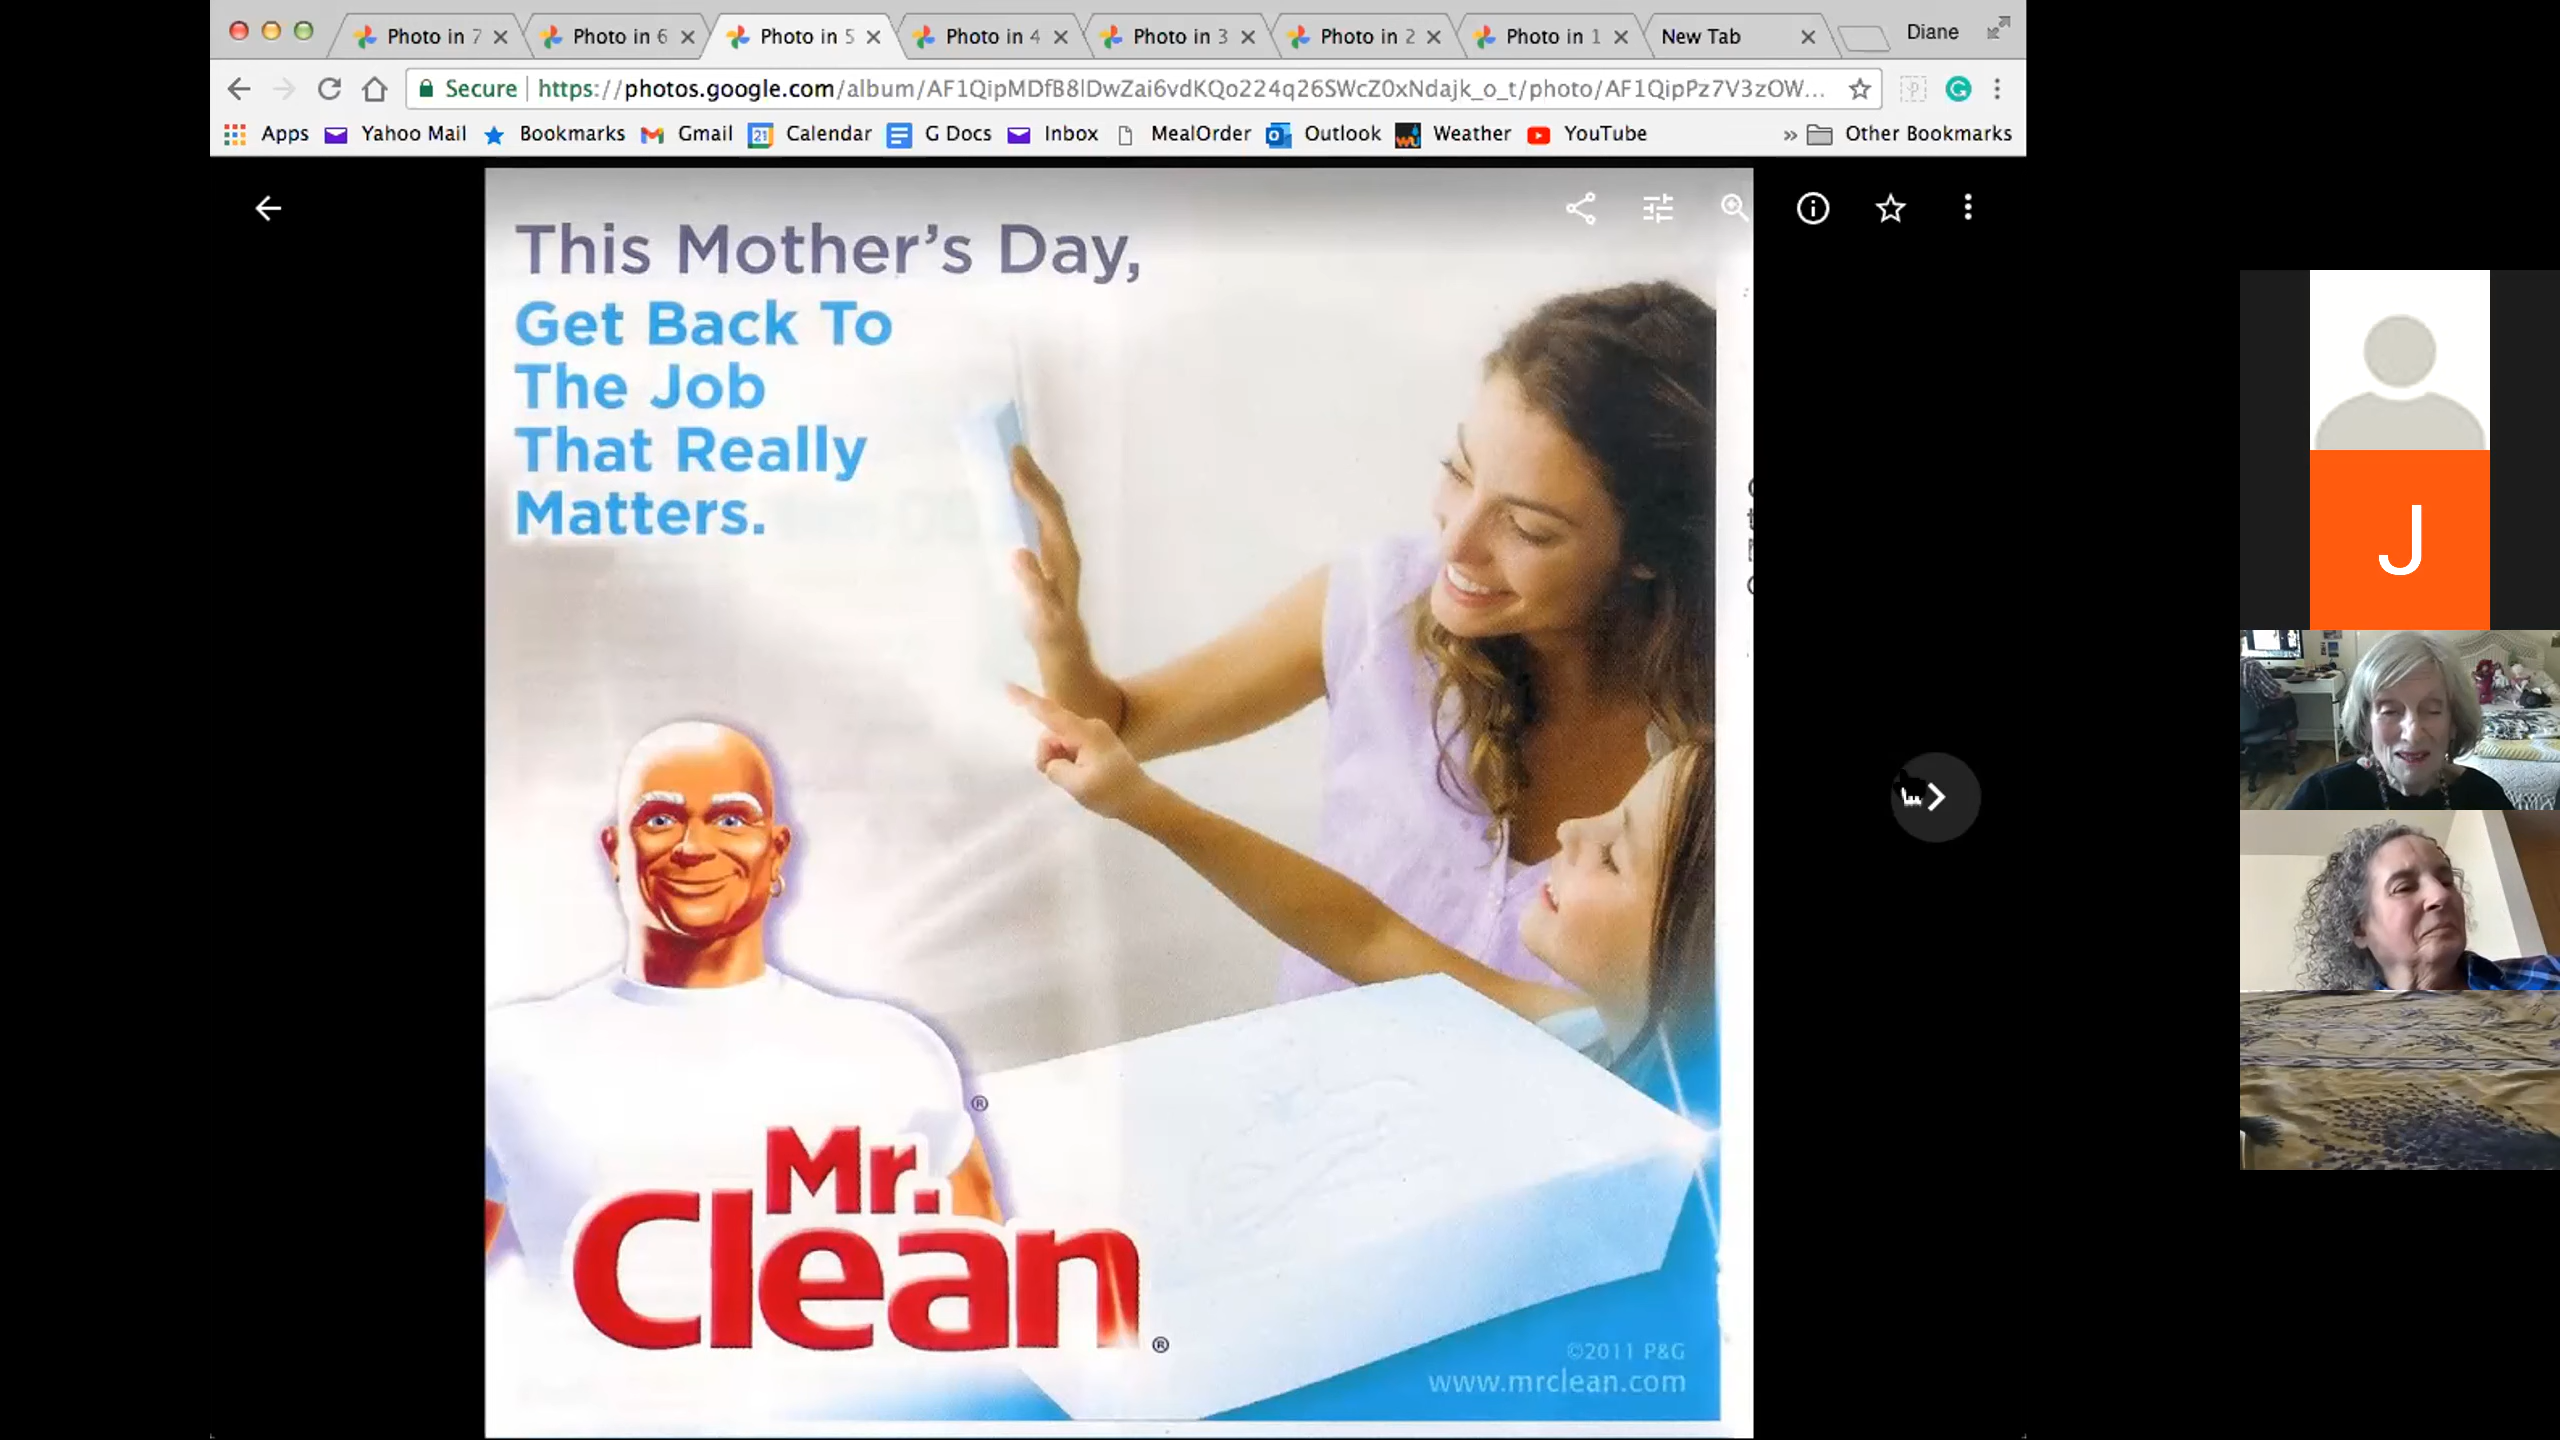 Photo in 7
Photo in 6
Photo in 5
Photo in 4
Photo in 3
Photo in 2
Photo in 1
New Tab
Diane
Secure
https://photos.google.com/album/AF1QipMDfB8lDwZai6vdKQo224q26SWcZ0xNdajk_o_t/photo/AF1QipPz7V3zOW...
Apps Yahoo Mail Bookmarks Gmail 21 Calendar G Docs Inbox MealOrder Outlook Weather YouTube » Other Bookmarks
This Mother's Day,
Get Back To
The Job
That Really
Matters.
J
®
Mr.
Clean
®
©2011 P&G
www.mrclean.com